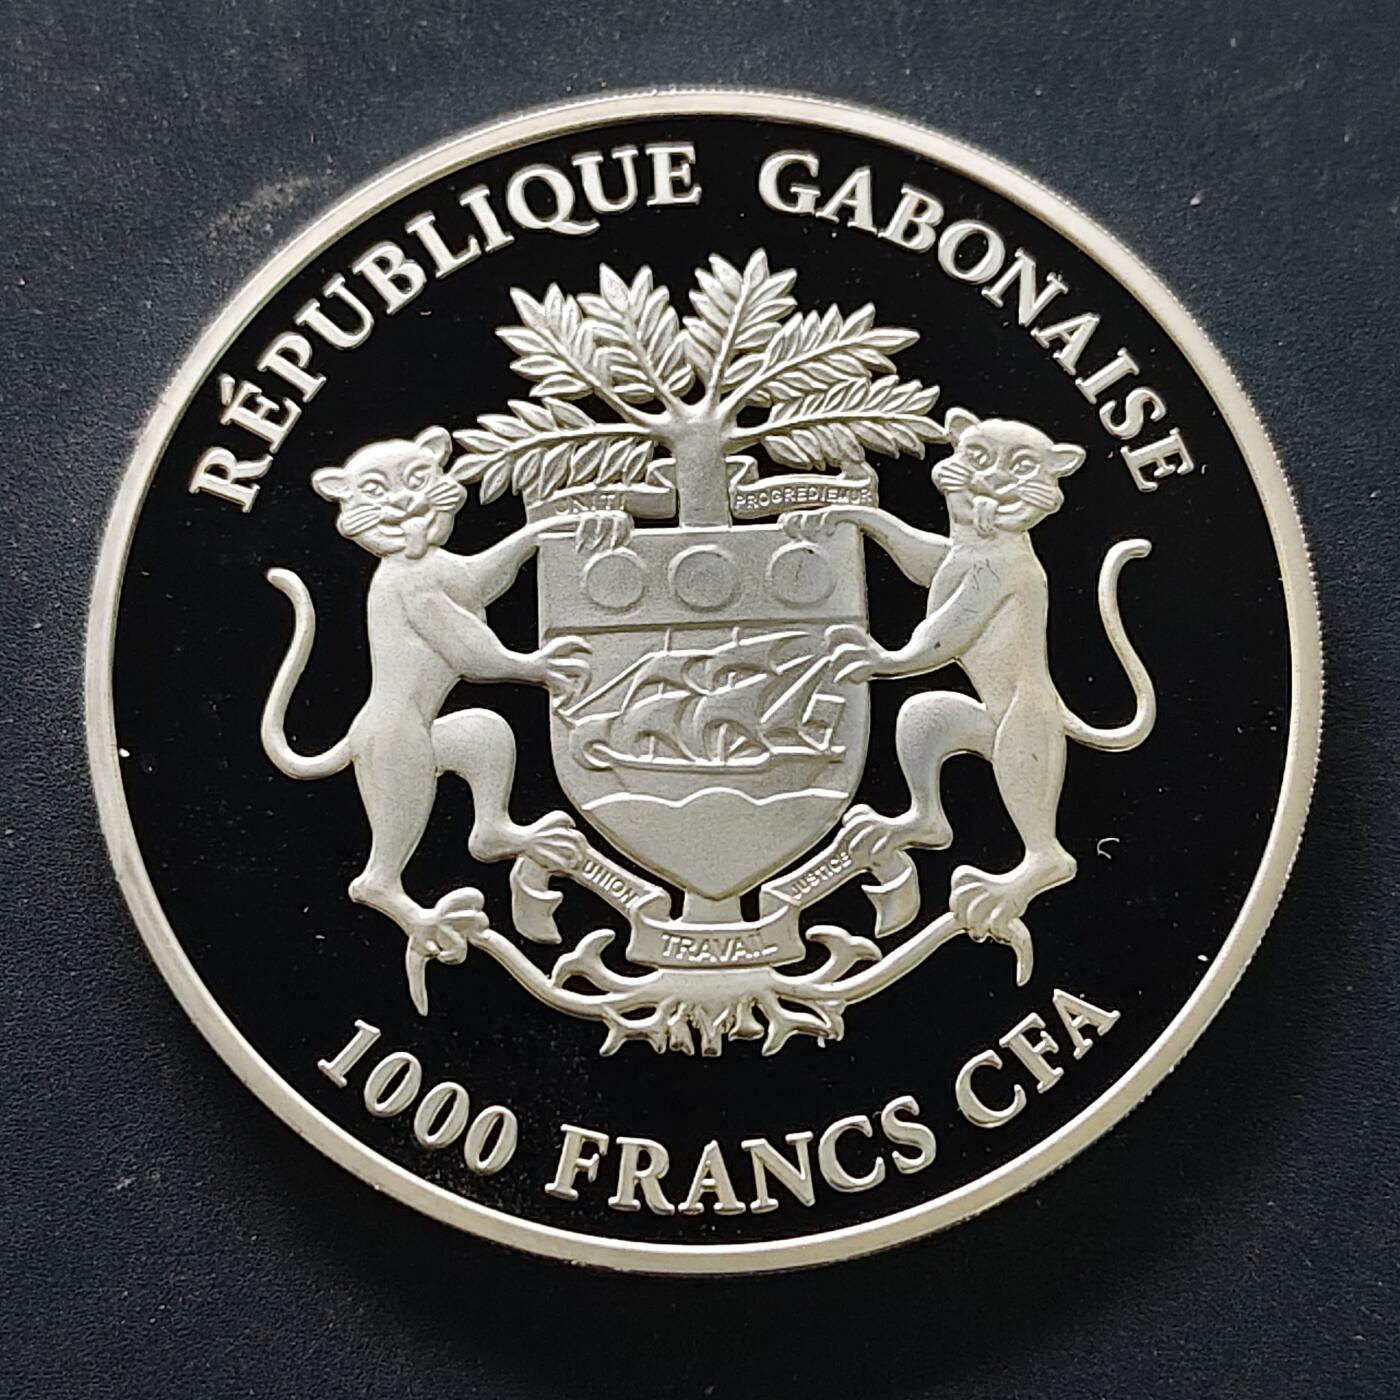 RÉPUBLIQUE GABONAISE
UNITI PROGREDIEMUR
UNION TRAVAIL JUSTICE
1000 FRANCS CFA